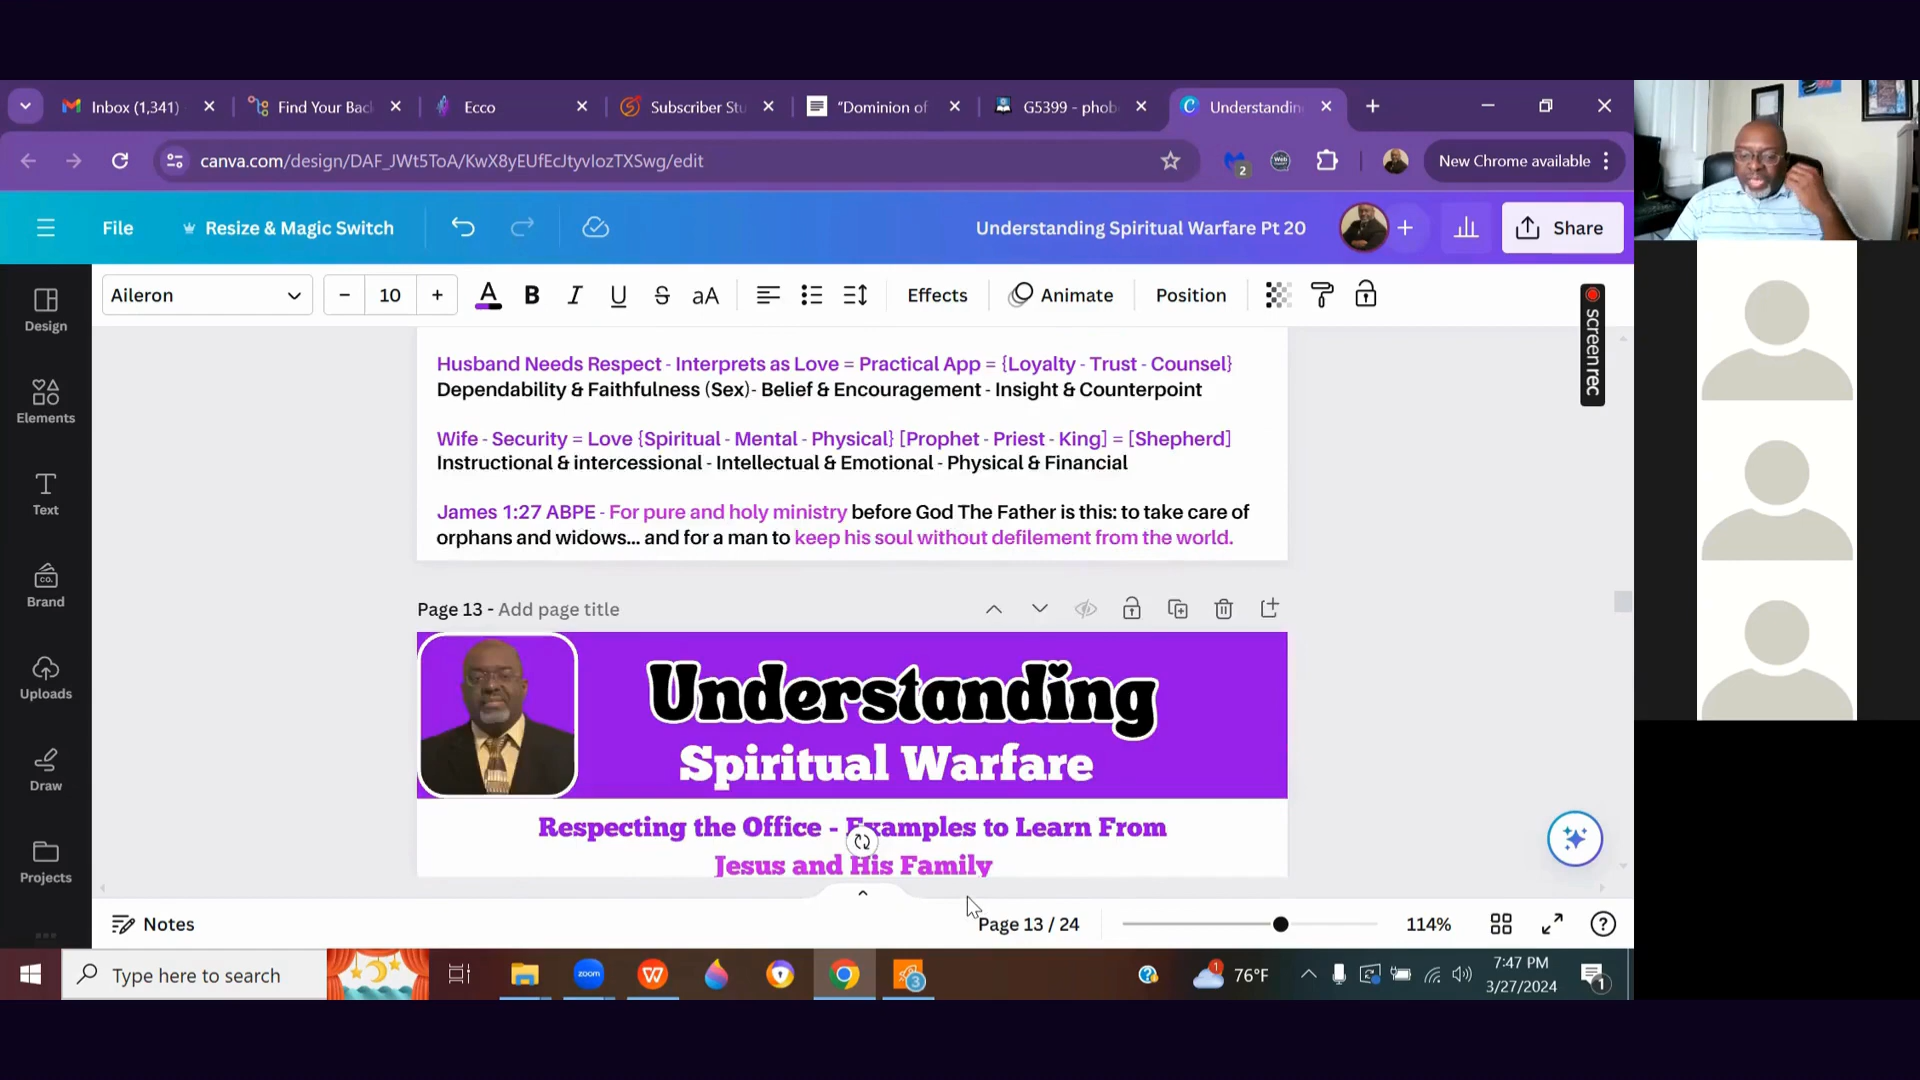 Inbox (1,341)
Find Your Bac
Ecco
Subscriber Stu
"Dominion of
G5399 - phob
Understandin
canva.com/design/DAF_JWt5ToA/KwX8yEUfEcJtyvIozTXSwg/edit
2
New Chrome available
File
Resize & Magic Switch
Understanding Spiritual Warfare Pt 20
Share
Aileron
10
A
B
I
U
S
aA
Effects
Animate
Position
screenrec
Design
Elements
Text
Brand
Uploads
Draw
Projects
Husband Needs Respect - Interprets as Love = Practical App = {Loyalty - Trust - Counsel}
Dependability & Faithfulness (Sex)- Belief & Encouragement - Insight & Counterpoint
Wife - Security = Love {Spiritual - Mental - Physical} [Prophet - Priest - King] = [Shepherd]
Instructional & intercessional - Intellectual & Emotional - Physical & Financial
James 1:27 ABPE - For pure and holy ministry before God The Father is this: to take care of
orphans and widows... and for a man to keep his soul without defilement from the world.
Page 13 - Add page title
Understanding
Spiritual Warfare
Respecting the Office - Examples to Learn From
Jesus and His Family
Notes
Page 13 / 24
114%
Type here to search
zoom
3
1
76°F
7:47 PM
3/27/2024
1